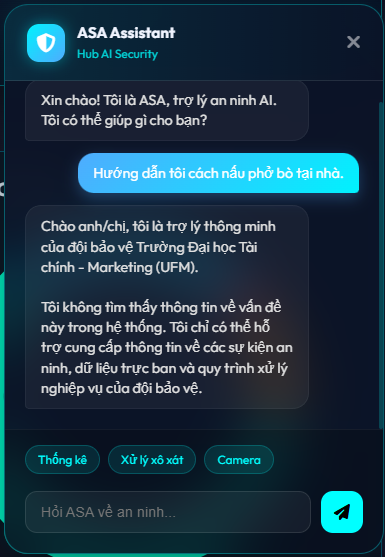 ASA Assistant
Hub AI Security
Xin chào! Tôi là ASA, trợ lý an ninh AI.
Tôi có thể giúp gì cho bạn?
Hướng dẫn tôi cách nấu phở bò tại nhà.
Chào anh/chị, tôi là trợ lý thông minh
của đội bảo vệ Trường Đại học Tài
chính - Marketing (UFM).
Tôi không tìm thấy thông tin về vấn đề
này trong hệ thống. Tôi chỉ có thể hỗ
trợ cung cấp thông tin về các sự kiện an
ninh, dữ liệu trực ban và quy trình xử lý
nghiệp vụ của đội bảo vệ.
Thống kê
Xử lý xô xát
Camera
Hỏi ASA về an ninh...